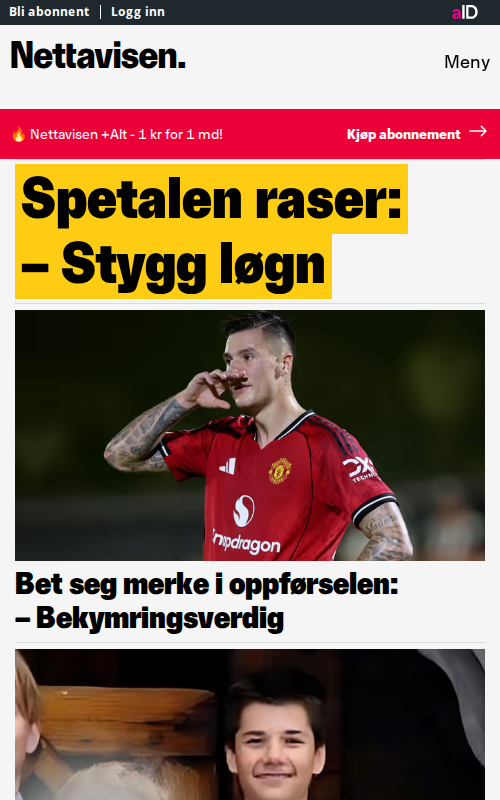 Bli abonnent
Logg inn
aID
Nettavisen.
Meny
🔥 Nettavisen +Alt - 1 kr for 1 md!
Kjøp abonnement →
Spetalen raser:
– Stygg løgn
snapdragon
Bet seg merke i oppførselen:
– Bekymringsverdig